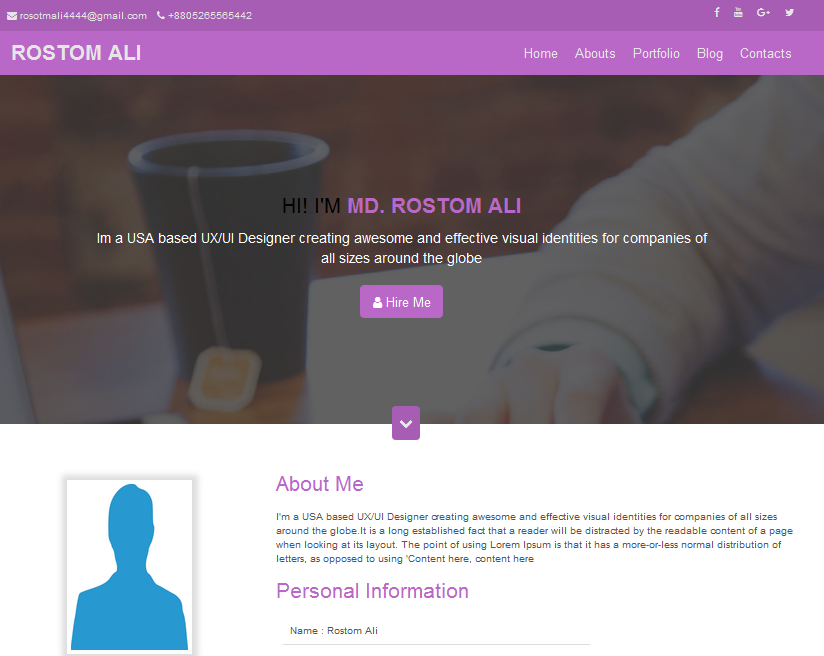 rosotmali4444@gmail.com +8805265565442
ROSTOM ALI
Home Abouts Portfolio Blog Contacts
HI! I'M MD. ROSTOM ALI
Im a USA based UX/UI Designer creating awesome and effective visual identities for companies of
all sizes around the globe
Hire Me
About Me
I'm a USA based UX/UI Designer creating awesome and effective visual identities for companies of all sizes
around the globe.It is a long established fact that a reader will be distracted by the readable content of a page
when looking at its layout. The point of using Lorem Ipsum is that it has a more-or-less normal distribution of
letters, as opposed to using 'Content here, content here
Personal Information
Name : Rostom Ali